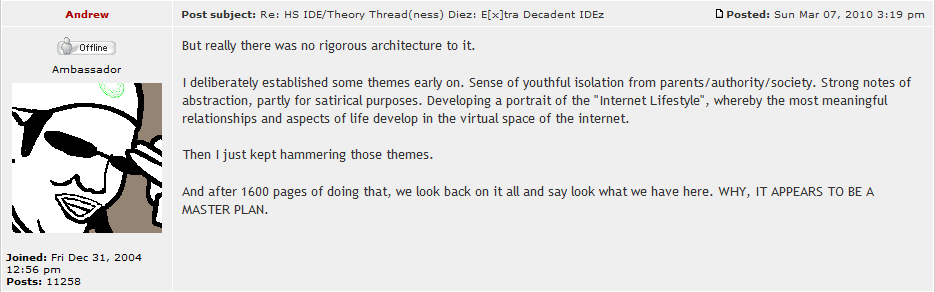 Andrew
Post subject: Re: HS IDE/Theory Thread(ness) Diez: E[x]tra Decadent IDEz
Posted: Sun Mar 07, 2010 3:19 pm
Offline
Ambassador
Joined: Fri Dec 31, 2004
12:56 pm
Posts: 11258
But really there was no rigorous architecture to it.
I deliberately established some themes early on. Sense of youthful isolation from parents/authority/society. Strong notes of
abstraction, partly for satirical purposes. Developing a portrait of the "Internet Lifestyle", whereby the most meaningful
relationships and aspects of life develop in the virtual space of the internet.
Then I just kept hammering those themes.
And after 1600 pages of doing that, we look back on it all and say look what we have here. WHY, IT APPEARS TO BE A
MASTER PLAN.